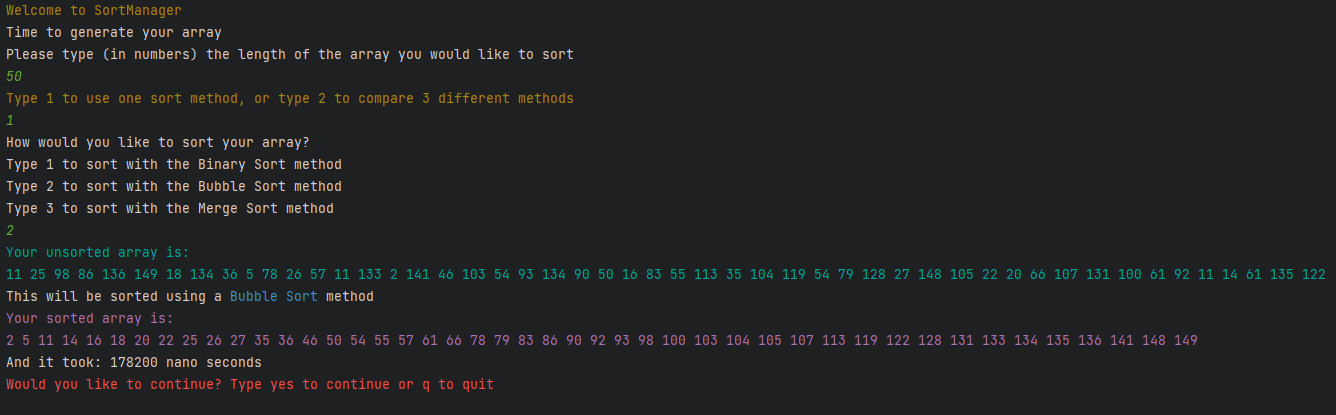 Welcome to SortManager
Time to generate your array
Please type (in numbers) the length of the array you would like to sort
50
Type 1 to use one sort method, or type 2 to compare 3 different methods
1
How would you like to sort your array?
Type 1 to sort with the Binary Sort method
Type 2 to sort with the Bubble Sort method
Type 3 to sort with the Merge Sort method
2
Your unsorted array is:
11 25 98 86 136 149 18 134 36 5 78 26 57 11 133 2 141 46 103 54 93 134 90 50 16 83 55 113 35 104 119 54 79 128 27 148 105 22 20 66 107 131 100 61 92 11 14 61 135 122
This will be sorted using a Bubble Sort method
Your sorted array is:
2 5 11 14 16 18 20 22 25 26 27 35 36 46 50 54 55 57 61 66 78 79 83 86 90 92 93 98 100 103 104 105 107 113 119 122 128 131 133 134 135 136 141 148 149
And it took: 178200 nano seconds
Would you like to continue? Type yes to continue or q to quit